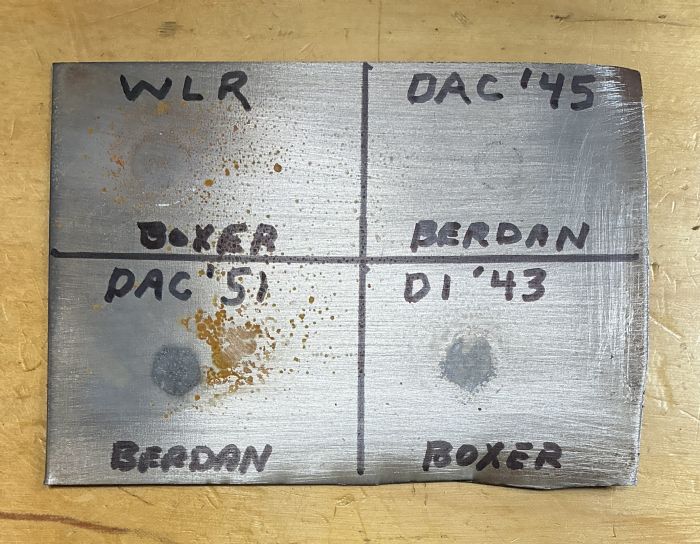 WLR
BOXER
DAC '45
BERDAN
DAC '51
BERDAN
DI '43
BOXER